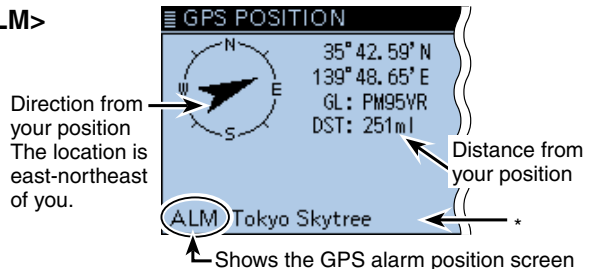 LM>
GPS POSITION
N
W
E
S
35°42.59'N
139°48.65'E
GL: PM95VR
DST: 251ml
Direction from
your position
The location is
east-northeast
of you.
Distance from
your position
ALM Tokyo Skytree
*
Shows the GPS alarm position screen